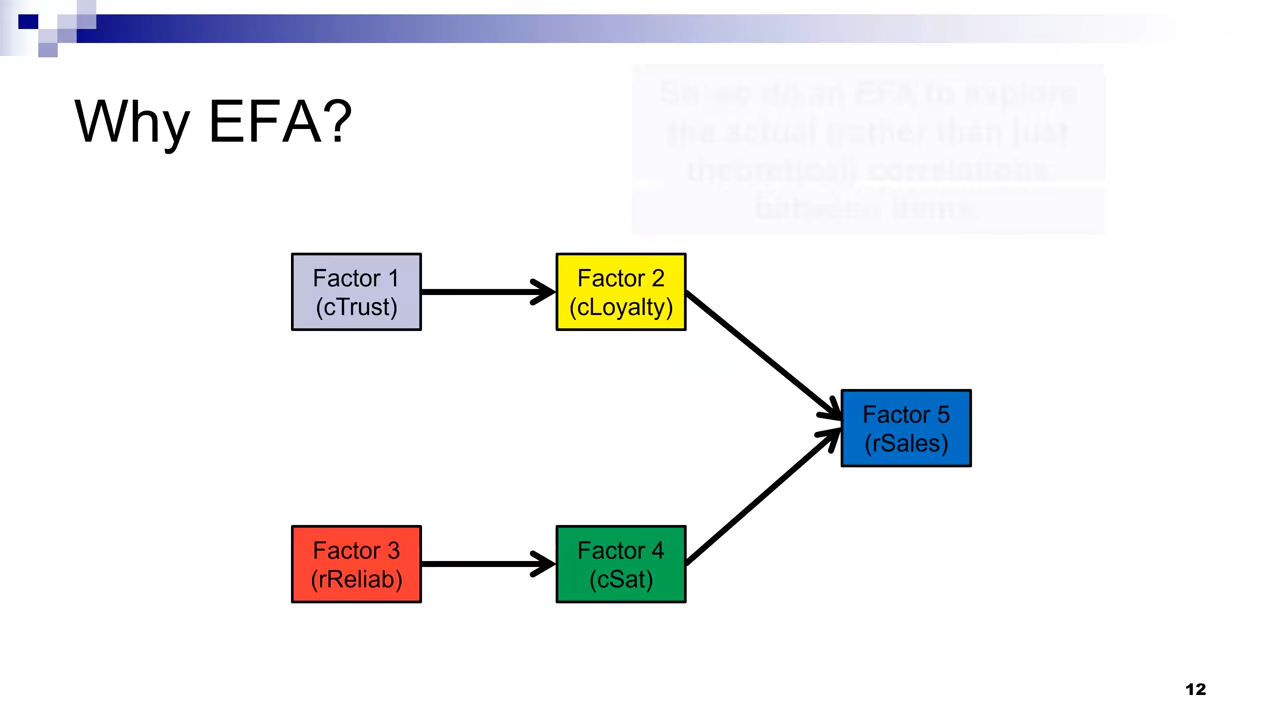 Why EFA?
So we do an EFA to explore
the actual (rather than just
theoretical) correlations
between items.
Factor 1
(cTrust)
Factor 2
(cLoyalty)
Factor 5
(rSales)
Factor 3
(rReliab)
Factor 4
(cSat)
12